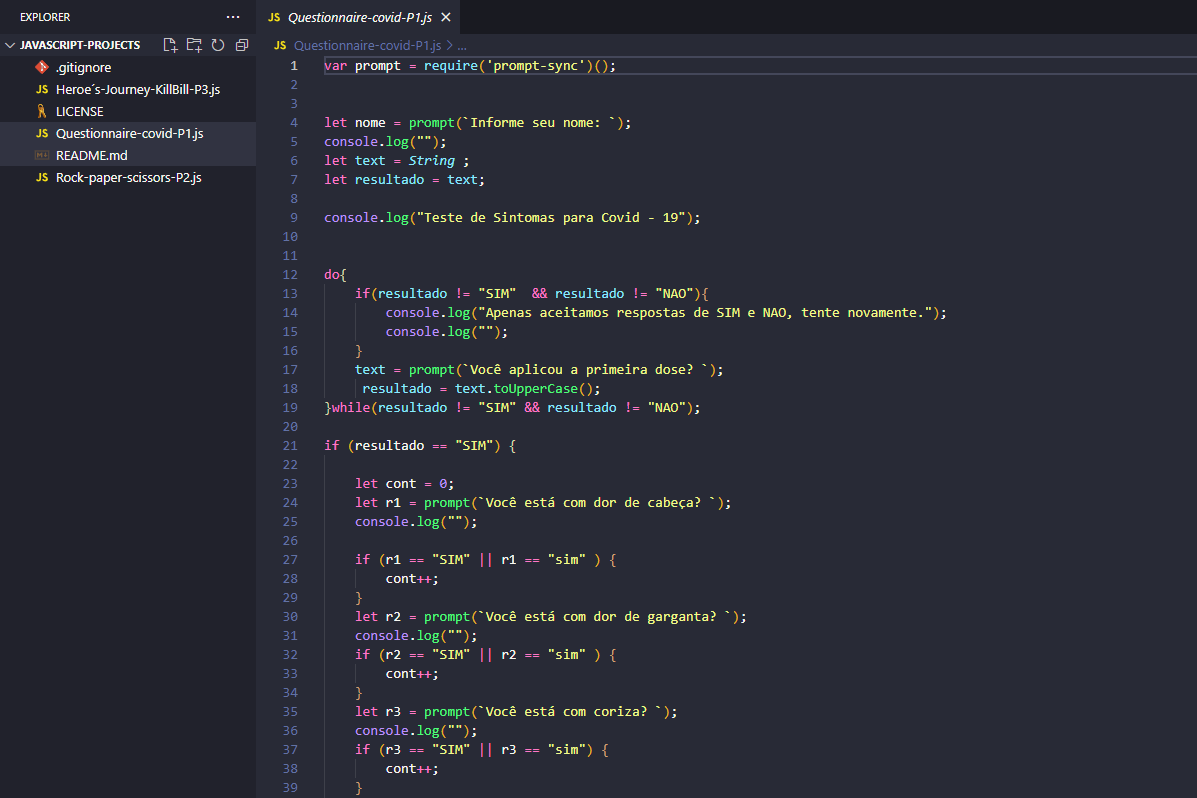 EXPLORER
JAVASCRIPT-PROJECTS
.gitignore
JS Heroe´s-Journey-KillBill-P3.js
LICENSE
JS Questionnaire-covid-P1.js
README.md
JS Rock-paper-scissors-P2.js
JS Questionnaire-covid-P1.js
JS Questionnaire-covid-P1.js > ...
1 var prompt = require('prompt-sync')();
2
3
4 let nome = prompt(`Informe seu nome: `);
5 console.log("");
6 let text = String ;
7 let resultado = text;
8
9 console.log("Teste de Sintomas para Covid - 19");
10
11
12 do{
13     if(resultado != "SIM"  && resultado != "NAO"){
14         console.log("Apenas aceitamos respostas de SIM e NAO, tente novamente.");
15         console.log("");
16     }
17     text = prompt(`Você aplicou a primeira dose? `);
18      resultado = text.toUpperCase();
19 }while(resultado != "SIM" && resultado != "NAO");
20
21 if (resultado == "SIM") {
22
23     let cont = 0;
24     let r1 = prompt(`Você está com dor de cabeça? `);
25     console.log("");
26
27     if (r1 == "SIM" || r1 == "sim" ) {
28         cont++;
29     }
30     let r2 = prompt(`Você está com dor de garganta? `);
31     console.log("");
32     if (r2 == "SIM" || r2 == "sim" ) {
33         cont++;
34     }
35     let r3 = prompt(`Você está com coriza? `);
36     console.log("");
37     if (r3 == "SIM" || r3 == "sim") {
38         cont++;
39     }